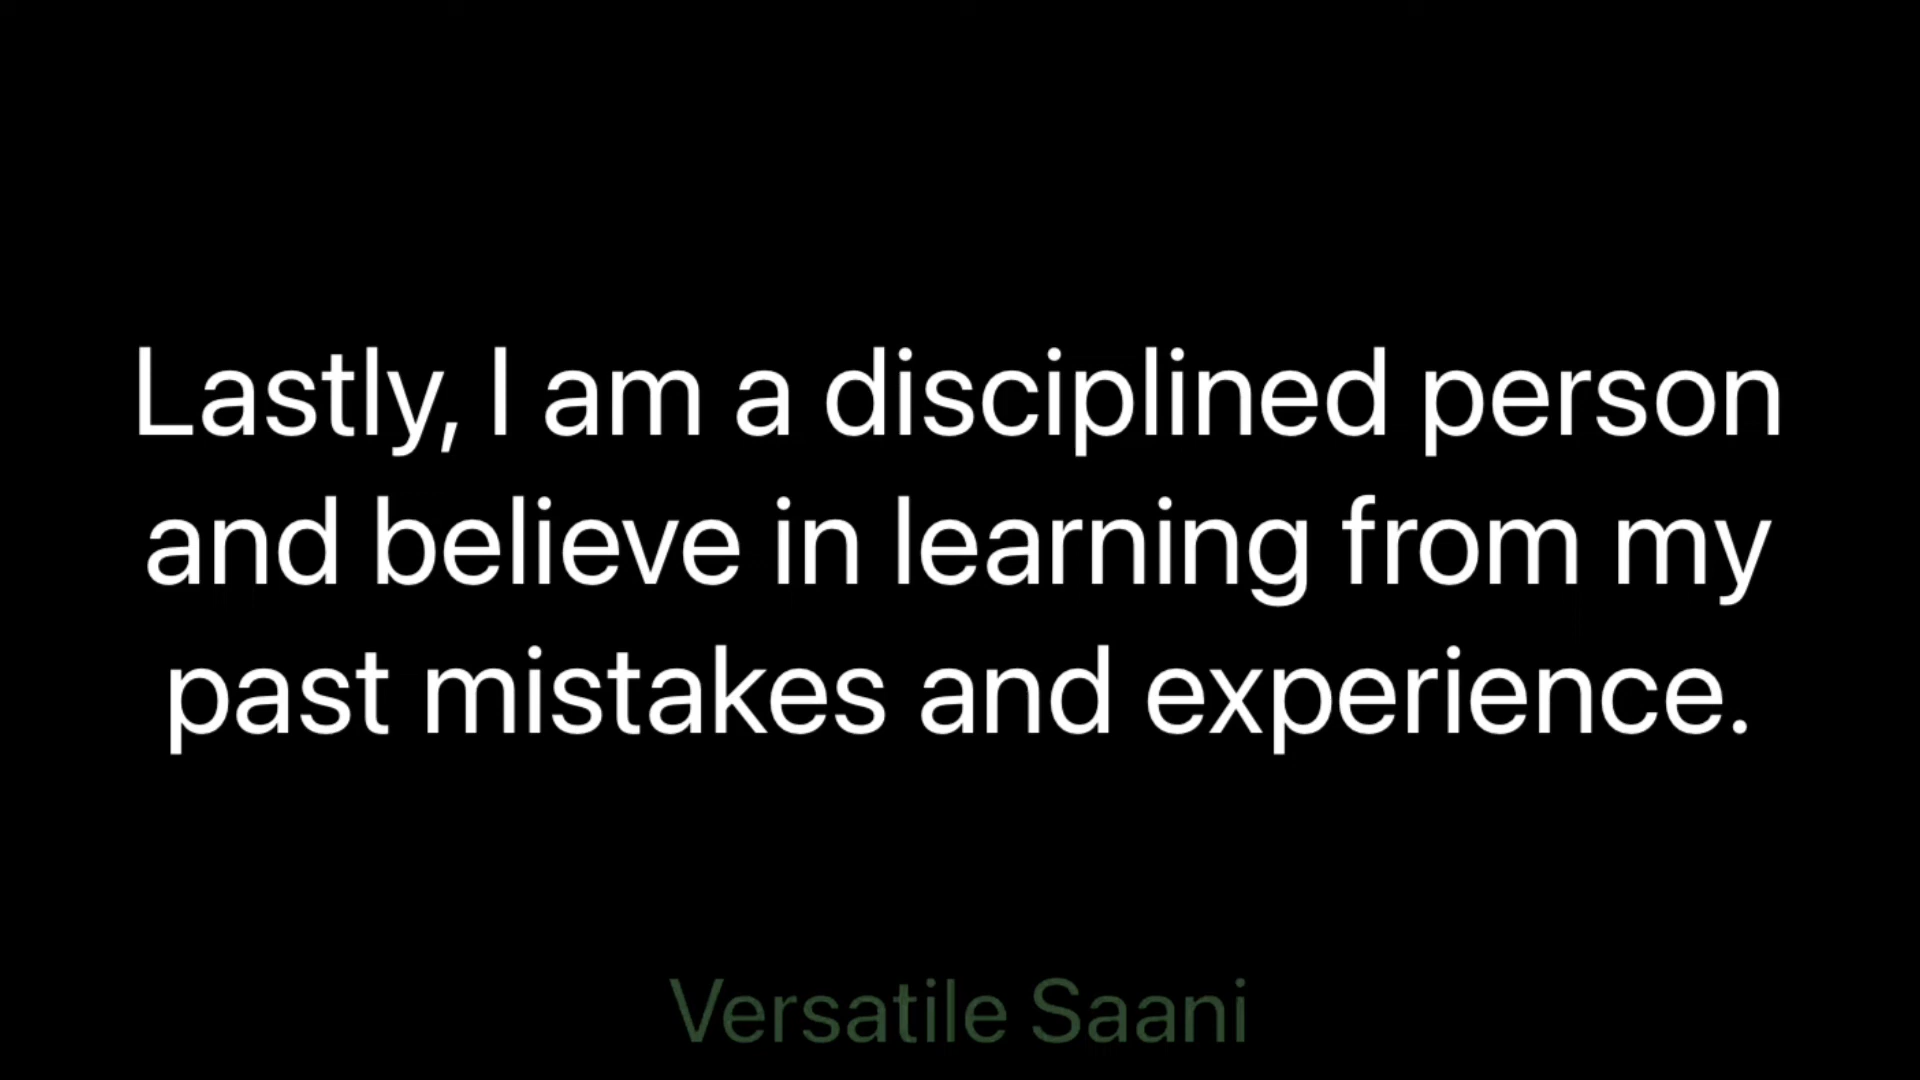 Lastly, I am a disciplined person
and believe in learning from my
past mistakes and experience.
Versatile Saani